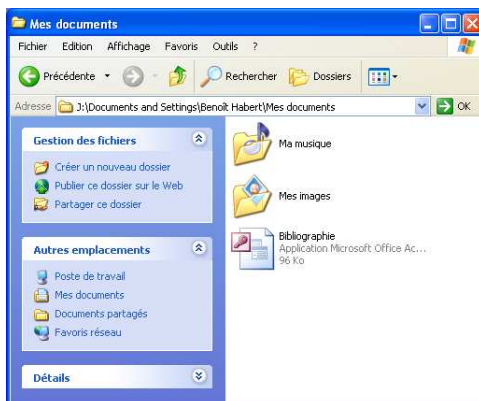 Mes documents
Fichier Edition Affichage Favoris Outils ?
Précédente Rechercher Dossiers
Adresse J:\Documents and Settings\Benoît Habert\Mes documents OK
Gestion des fichiers
Créer un nouveau dossier
Publier ce dossier sur le Web
Partager ce dossier
Autres emplacements
Poste de travail
Mes documents
Documents partagés
Favoris réseau
Détails
Ma musique
Mes images
Bibliographie
Application Microsoft Office Ac...
96 Ko